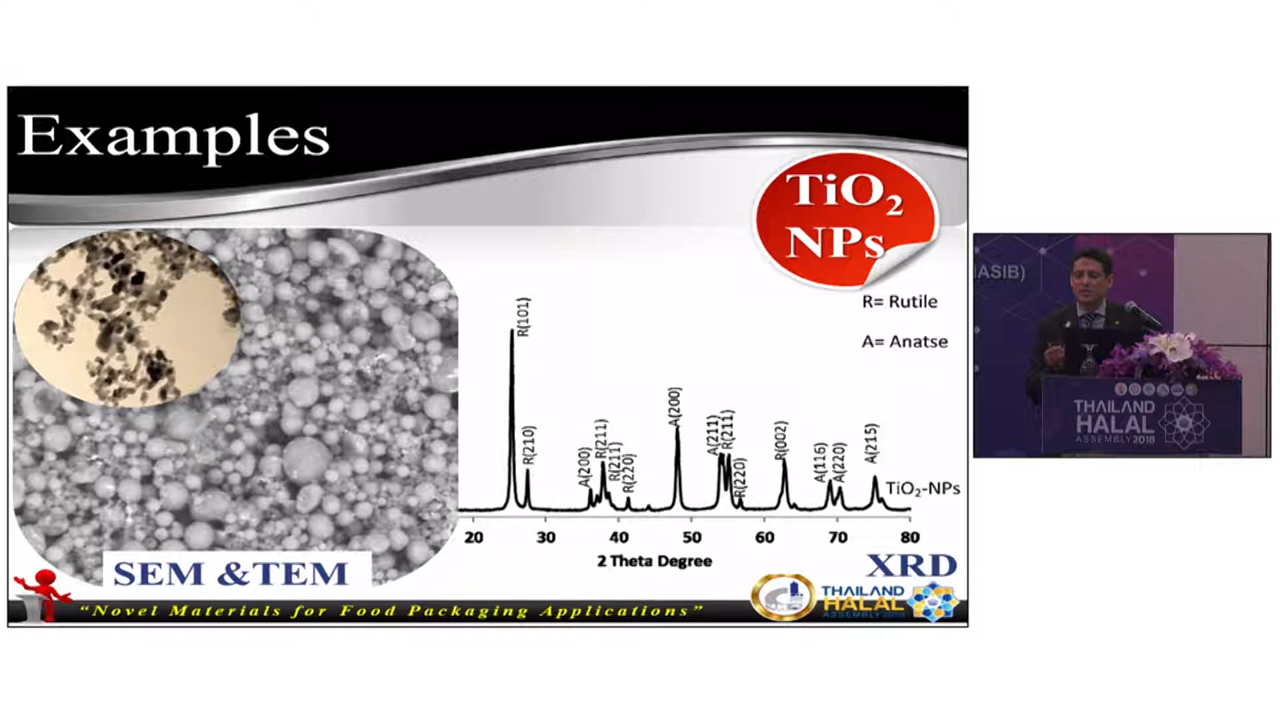 Examples
TiO₂
NPs
R= Rutile
A= Anatse
R(101)
R(210)
A(200)
R(211)
R(211)
R(220)
A(200)
A(211)
R(211)
R(220)
R(002)
A(116)
A(220)
A(215)
TiO₂-NPs
20 30 40 50 60 70 80
2 Theta Degree
XRD
SEM &TEM
"Novel Materials for Food Packaging Applications"
THAILAND
HALAL
ASSEMBLY 2018
IASIB)
THAILAND
HALAL
ASSEMBLY 2018